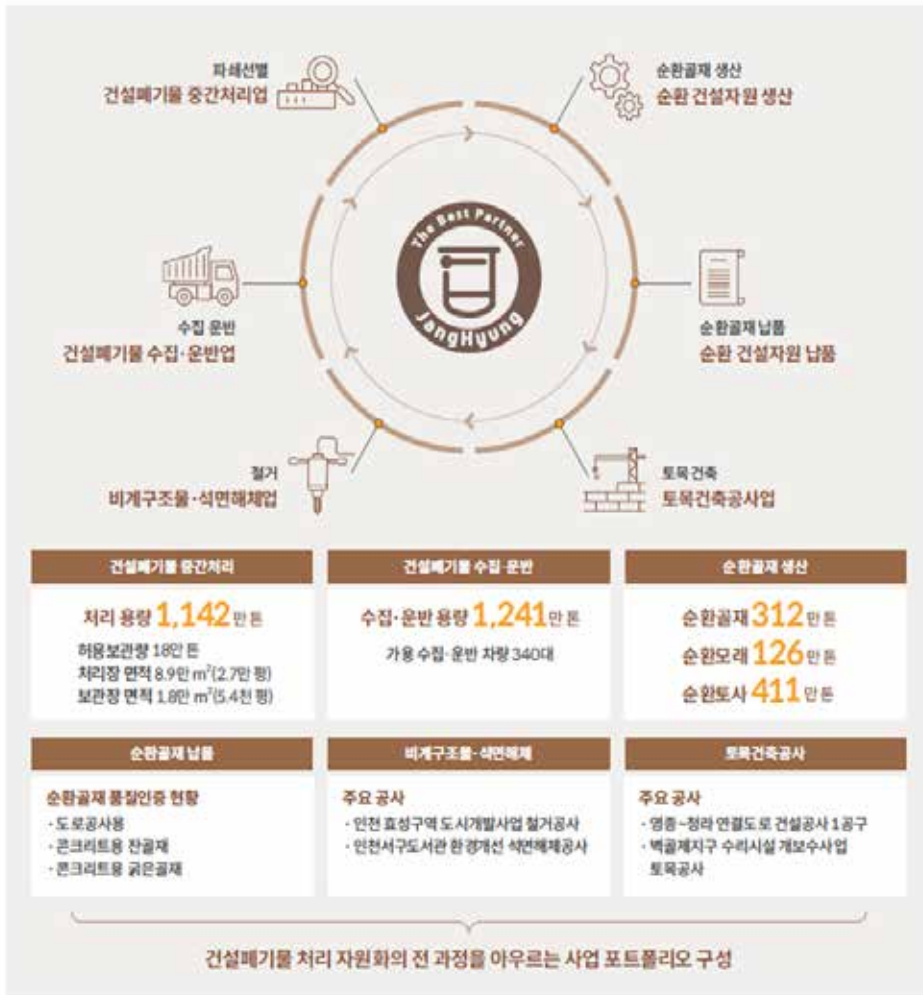 파쇄선별
건설폐기물 중간처리업
순환골재 생산
순환 건설자원 생산
The Best Partner
JangHyung
수집·운반
건설폐기물 수집·운반업
순환골재 납품
순환 건설자원 납품
철거
비계구조물·석면해체업
토목건축
토목건축공사업
건설폐기물 중간처리
처리 용량 1,142만 톤
허용보관량 18만 톤
처리장 면적 8.9만 m²(2.7만 평)
보관장 면적 1.8만 m²(5.4천 평)
건설폐기물 수집·운반
수집·운반 용량 1,241만 톤
가용 수집·운반 차량 340대
순환골재 생산
순환골재 312만 톤
순환모래 126만 톤
순환토사 411만 톤
순환골재 납품
순환골재 품질인증 현황
· 도로공사용
· 콘크리트용 잔골재
· 콘크리트용 굵은골재
비계구조물·석면해체
주요 공사
· 인천 효성구역 도시개발사업 철거공사
· 인천서구도서관 환경개선 석면해체공사
토목건축공사
주요 공사
· 영종~청라 연결도로 건설공사 1공구
· 벽골제지구 수리시설 개보수사업
토목공사
건설폐기물 처리 자원화의 전 과정을 아우르는 사업 포트폴리오 구성